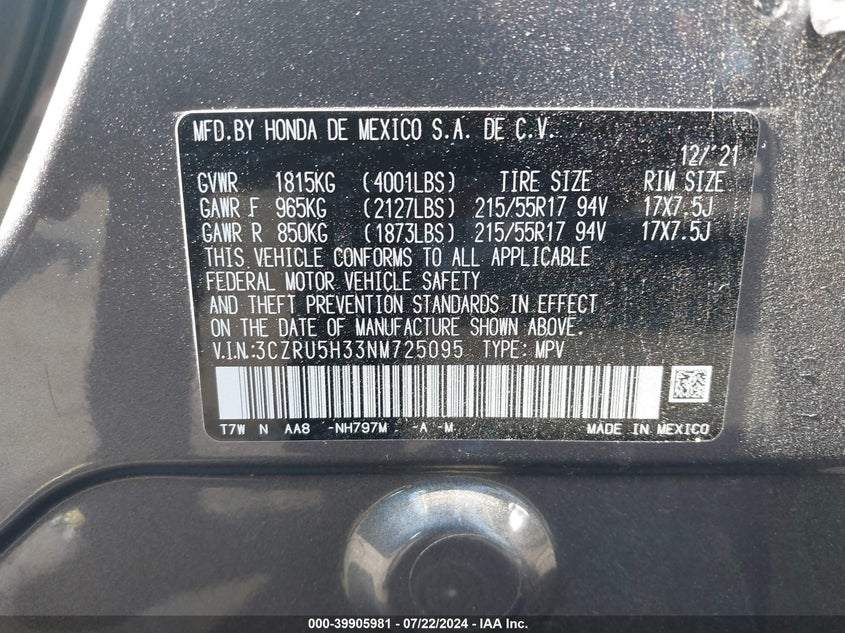 MFD.BY HONDA DE MEXICO S.A. DE C.V.
12/'21
GVWR 1815KG (4001LBS) TIRE SIZE RIM SIZE
GAWR F 965KG (2127LBS) 215/55R17 94V 17X7.5J
GAWR R 850KG (1873LBS) 215/55R17 94V 17X7.5J
THIS VEHICLE CONFORMS TO ALL APPLICABLE
FEDERAL MOTOR VEHICLE SAFETY
AND THEFT PREVENTION STANDARDS IN EFFECT
ON THE DATE OF MANUFACTURE SHOWN ABOVE.
V.I.N.:3CZRU5H33NM725095 TYPE: MPV
T7W N AA8 -NH797M -A -M MADE IN MEXICO
000-39905981 / 07/22/2024 - IAA Inc.